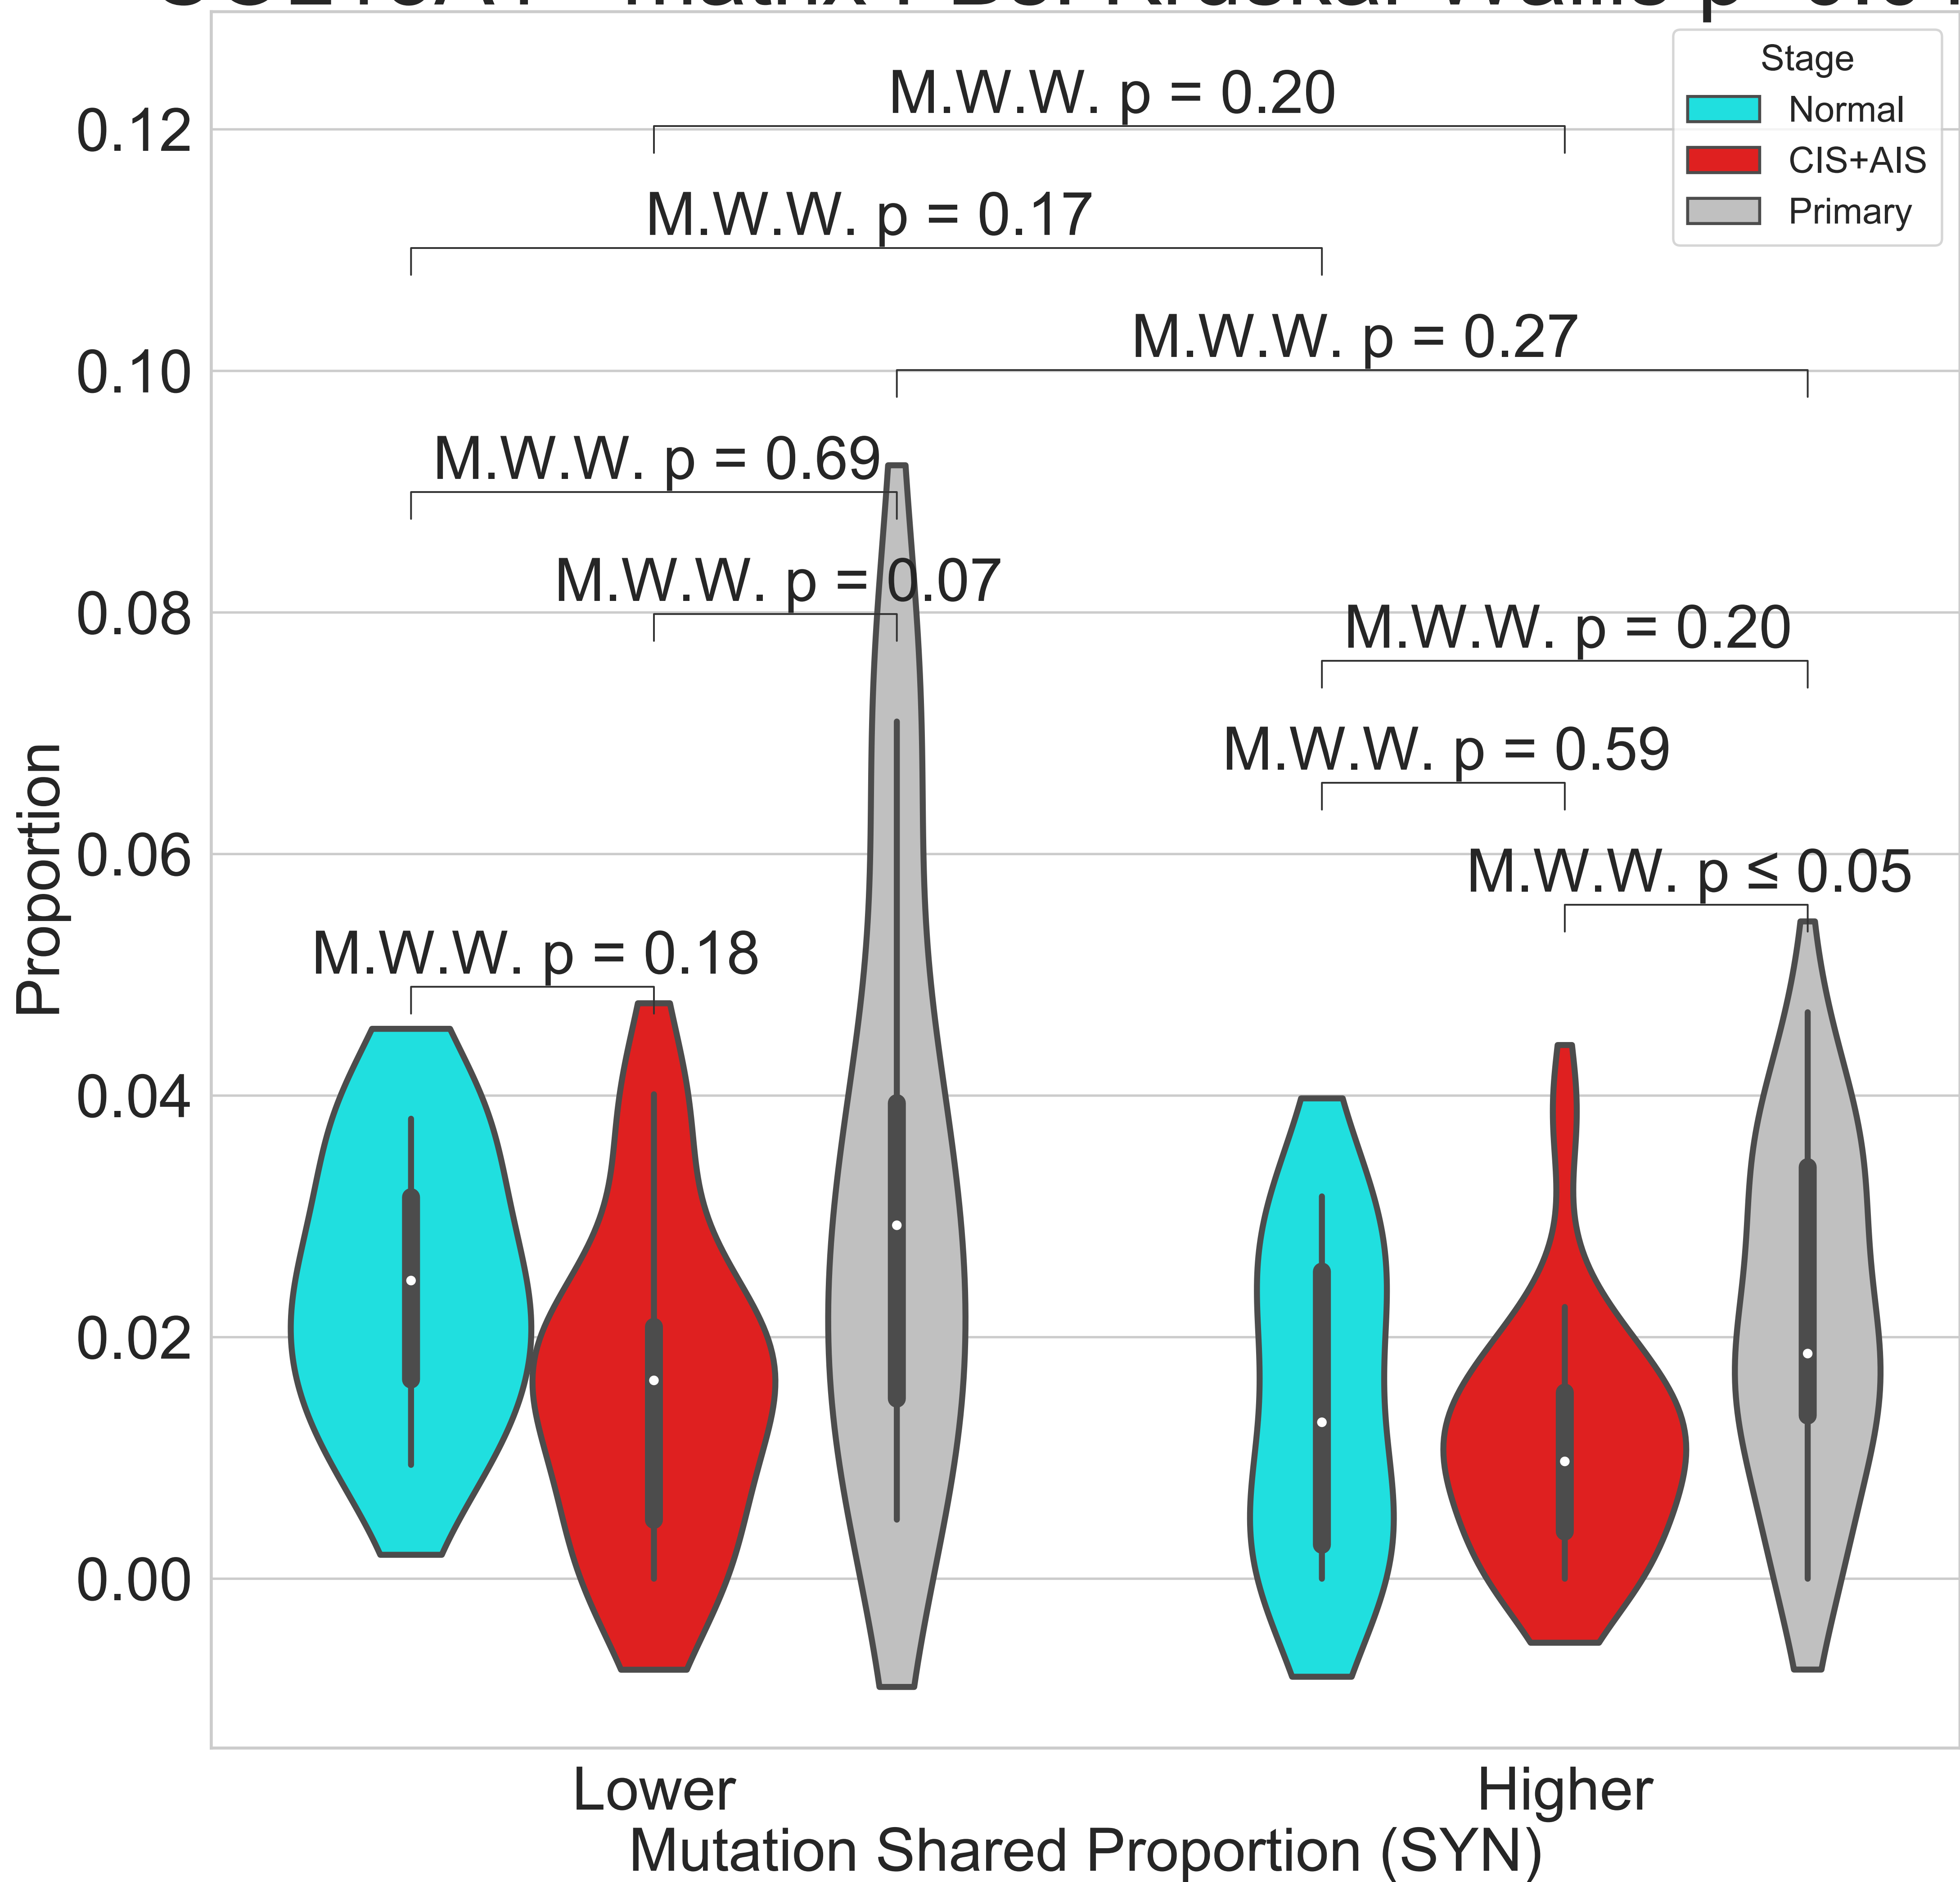 Stage
Normal
CIS+AIS
Primary
M.W.W. p = 0.20
M.W.W. p = 0.17
M.W.W. p = 0.27
M.W.W. p = 0.69
M.W.W. p = 0.07
M.W.W. p = 0.20
M.W.W. p = 0.59
M.W.W. p ≤ 0.05
M.W.W. p = 0.18
0.12
0.10
0.08
0.06
0.04
0.02
0.00
Proportion
Lower
Higher
Mutation Shared Proportion (SYN)